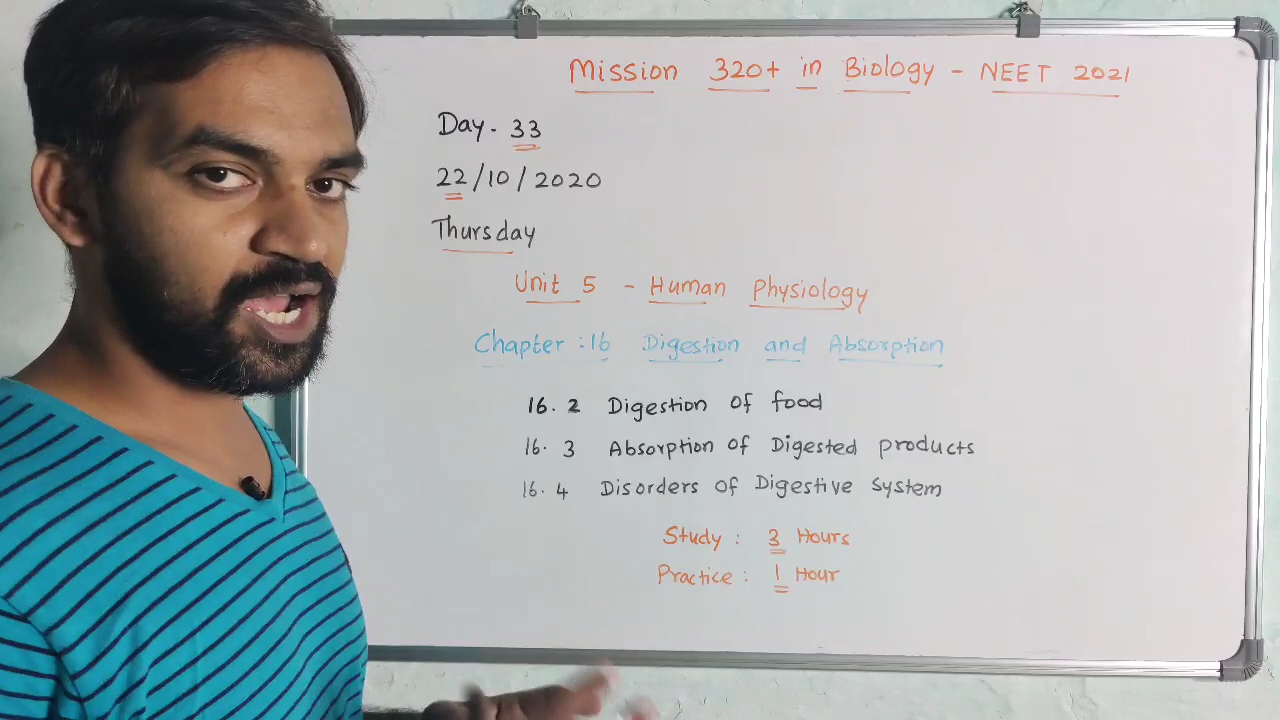 Mission 320+ in Biology - NEET 2021
Day. 33
22/10/2020
Thursday
Unit 5 - Human Physiology
Chapter : 16 Digestion and Absorption
16. 2 Digestion of food
16. 3 Absorption of Digested products
16. 4 Disorders of Digestive System
Study : 3 Hours
Practice : 1 Hour